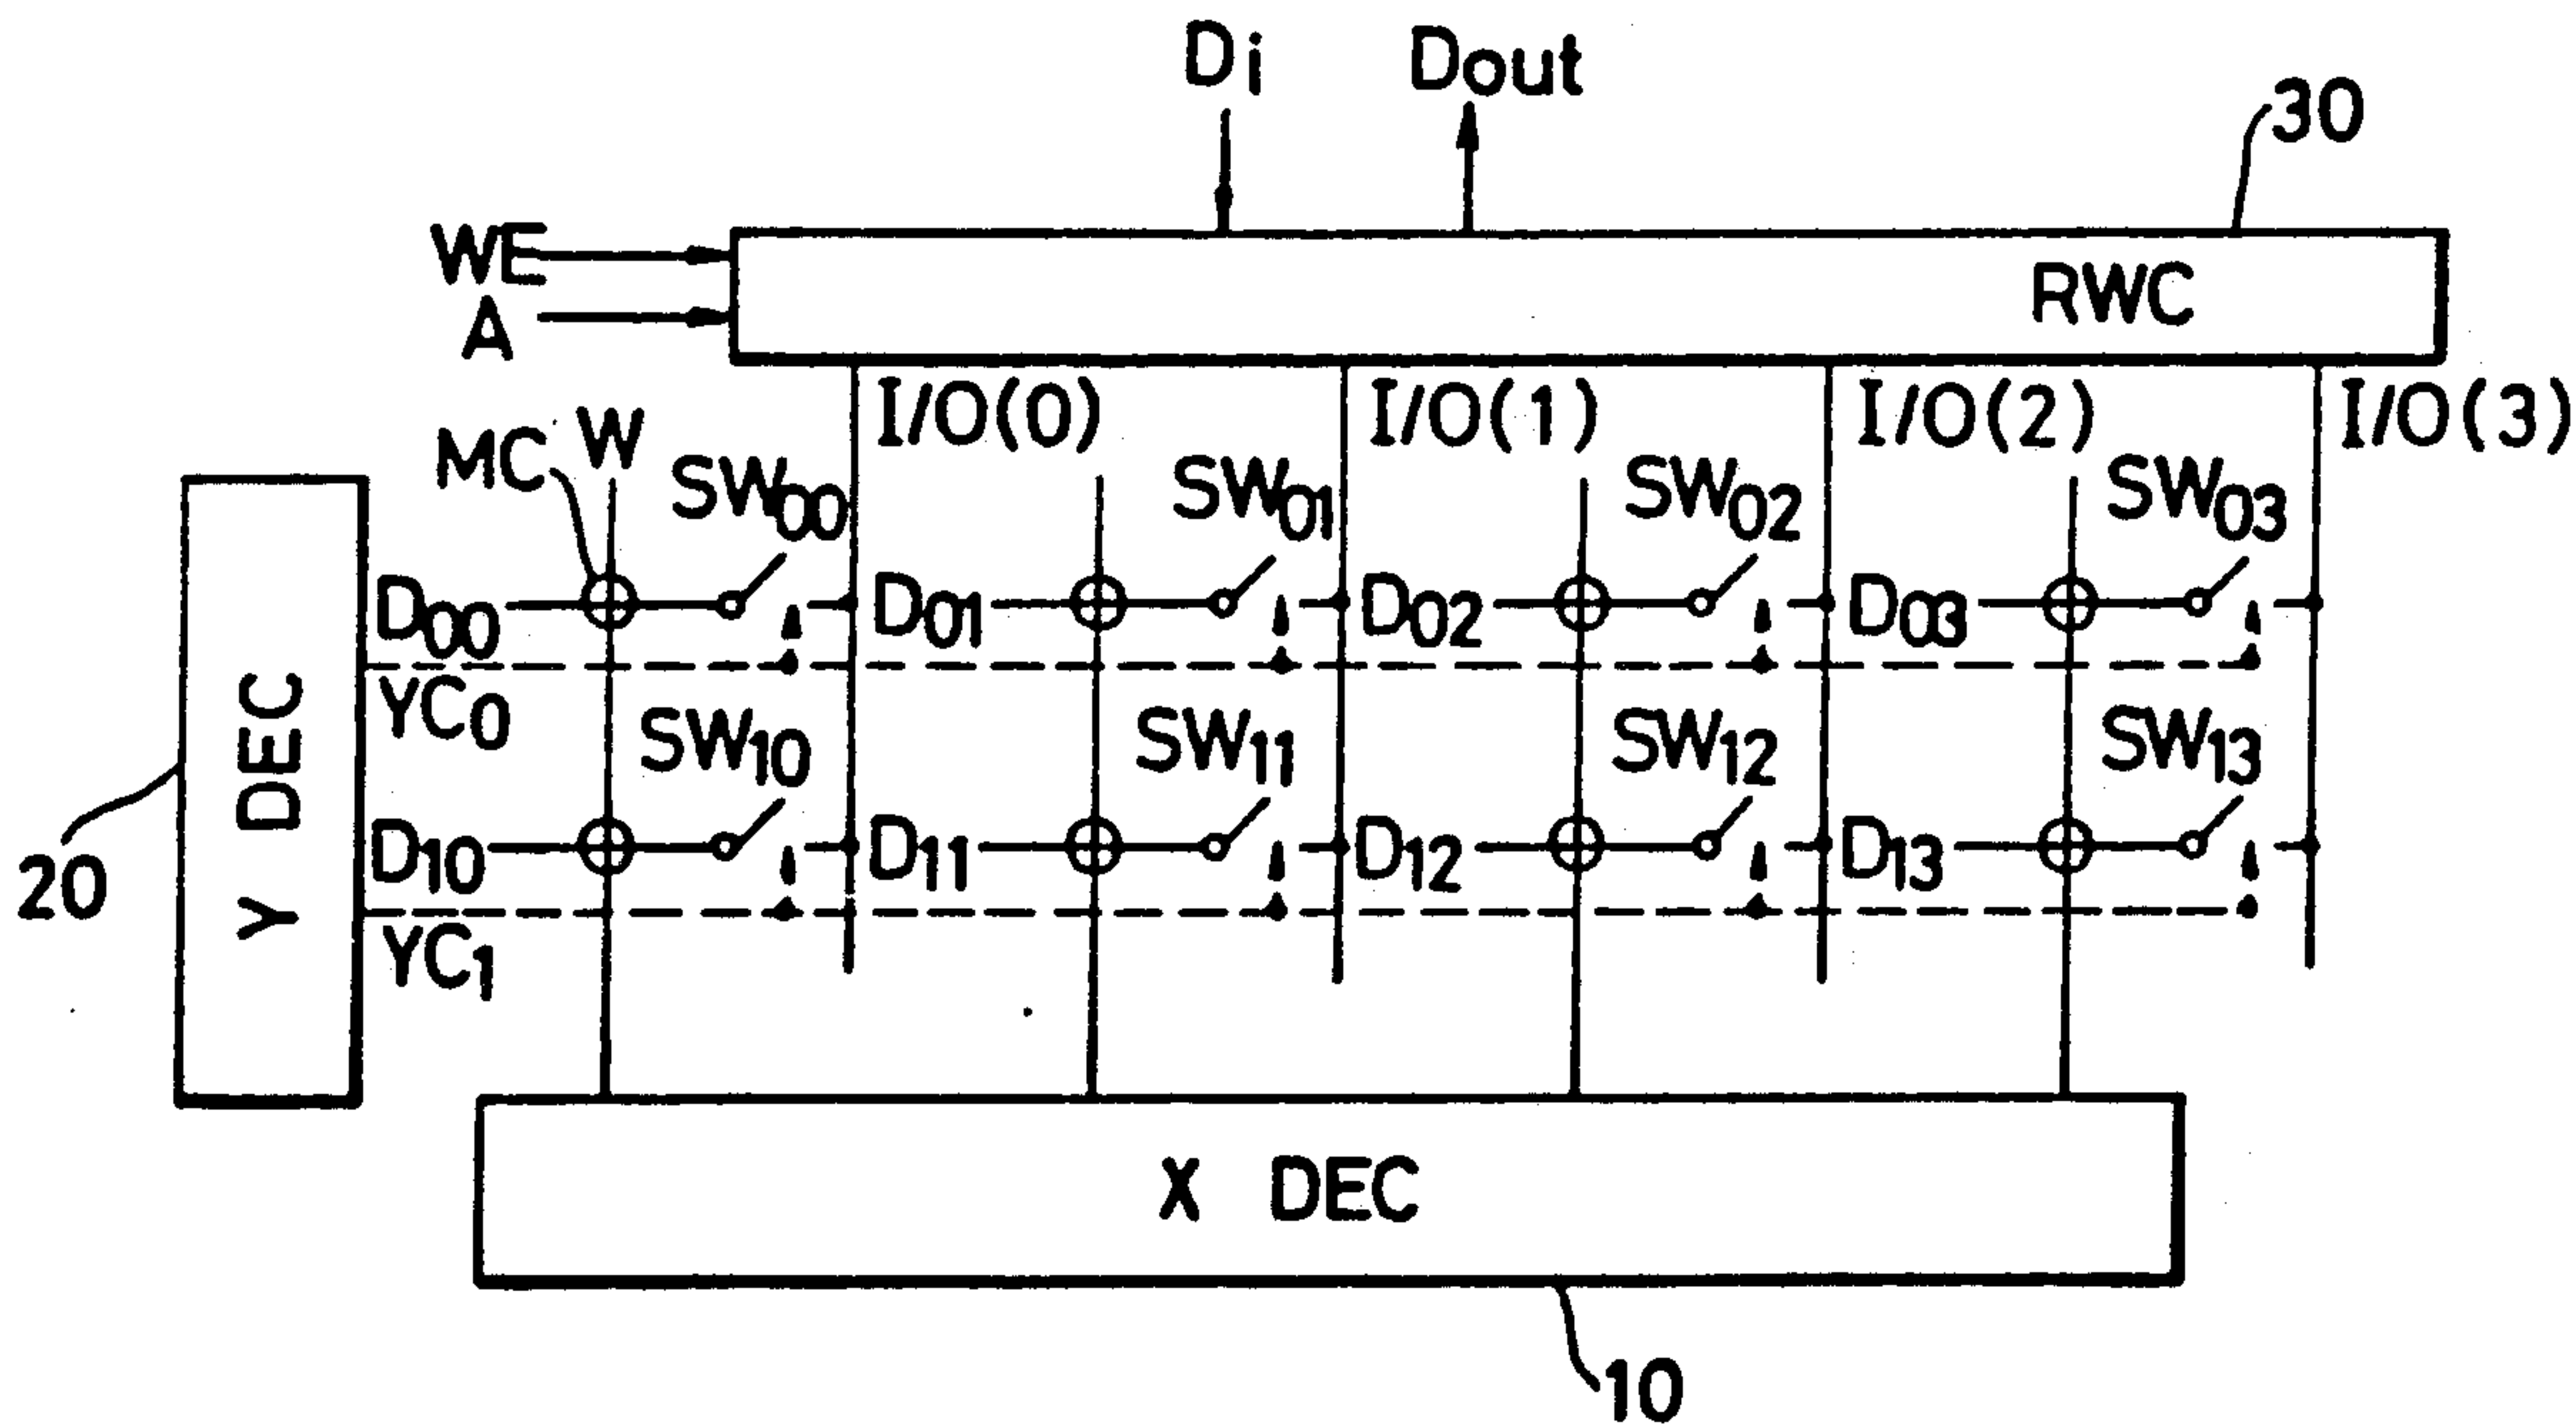 Di Dout
30
WE
A
RWC
I/O(0) I/O(1) I/O(2) I/O(3)
MC W
SW00 SW01 SW02 SW03
D00 D01 D02 D03
YC0
SW10 SW11 SW12 SW13
Y DEC
D10 D11 D12 D13
20
YC1
X DEC
10